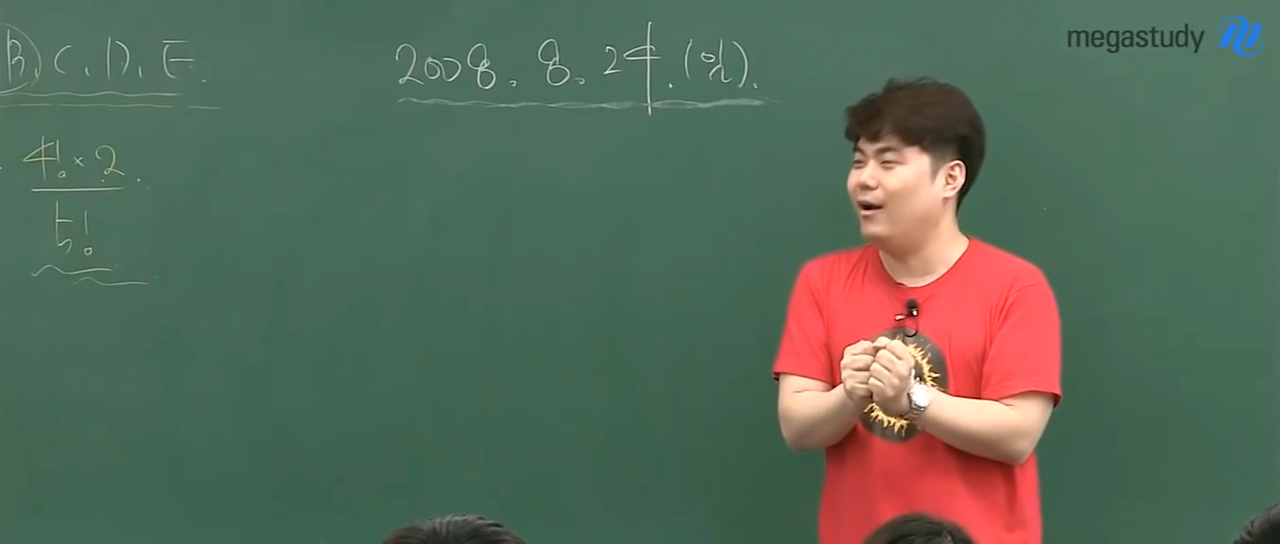 B, C, D, E.
2008. 8. 24. (일).
megastudy
4! × 2
5!